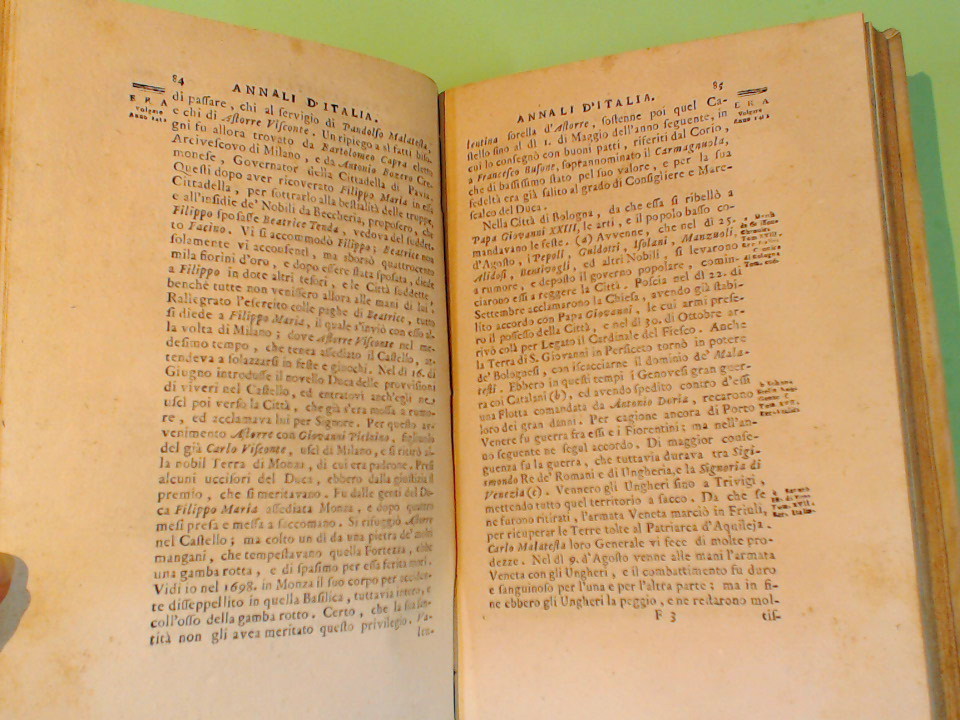 84
ANNALI D'ITALIA.
ERA
Volgare
Anno 1412
di passare, chi al servigio di Pandolfo Malatesta,
e chi di Astorre Visconte. Un ripiego a sì fatti biso-
gni fu allora trovato da Bartolomeo Capra eletto
Arcivescovo di Milano, e da Antonio Bozero Cre-
monese, Governator della Cittadella di Pavia.
Questi dopo aver ricoverato Filippo Maria in essa
Cittadella, per sottrarlo alla bestialità delle truppe,
e all'insidie de' Nobili da Beccheria, proposero, che
Filippo sposasse Beatrice Tenda, vedova del suddet-
to Facino. Vi si accommodò Filippo; Beatrice non
solamente vi acconsentì, ma sborsò quattrocento
mila fiorini d'oro, e dopo essere stata sposata, diede
a Filippo in dote altri tesori, e le Città suddette,
benchè tutte non venissero allora alle mani di lui.
Rallegrato l'esercito colle paghe di Beatrice, tutto
si diede a Filippo Maria, il quale s'inviò con esso al-
la volta di Milano; dove Astorre Visconte nel me-
desimo tempo, che tenea assediato il Castello, at-
tendeva a solazzarsi in feste e giuochi. Nel dì 16. di
Giugno introdusse il novello Duca delle provvisioni
di viveri nel Castello, ed entratovi anch'egli ne
uscì poi verso la Città, che già s'era mossa a rumo-
re, ed acclamava lui per Signore. Per questo av-
venimento Astorre con Giovanni Picinino, figliuolo
del già Carlo Visconte, uscì di Milano, e si ritirò al-
la nobil Terra di Monza, di cui era padrone. Presi
alcuni uccisori del Duca, ebbero dalla giustizia il
premio, che si meritavano. Fu dalle genti del Du-
ca Filippo Maria assediata Monza, e dopo quattro
mesi presa e messa a saccomano. Si rifugiò Astorre
nel Castello; ma colto un dì da una pietra de' molti
mangani, che tempestavano quella Fortezza, ebbe
una gamba rotta, e di spasimo per essa ferita morì.
Vidi io nel 1698. in Monza il suo corpo per acciden-
te disseppellito in quella Basilica, tuttavia intero, e
coll'osso della gamba rotto. Certo, che la sua san-
tità non gli avea meritato questo privilegio. Va-
len-
85
ANNALI D'ITALIA.
ERA
Volgare
Anno 1412
lentina sorella d'Astorre, sostenne poi quel Ca-
stello sino al dì 1. di Maggio dell'anno seguente, in
cui lo consegnò con buoni patti, riferiti dal Corio,
a Francesco Busone, soprannominato il Carmagnuola,
che di bassissimo stato pel suo valore, e per la sua
fedeltà era già salito al grado di Consigliere e Mare-
scalco del Duca.
Nella Città di Bologna, da che essa si ribellò a
Papa Giovanni XXIII, le arti, e il popolo basso co-
mandavano le feste. (a) Avvenne, che nel dì 25.
d'Agosto, i Pepoli, Guidotti, Isolani, Manzuoli,
Alidosi, Bentivogli, ed altri Nobili, si levarono
a rumore, e deposto il governo popolare, comin-
ciarono essi a reggere la Città. Poscia nel dì 22. di
Settembre acclamarono la Chiesa, avendo già stabi-
lito accordo con Papa Giovanni, le cui armi prese-
ro il possesso della Città, e nel dì 30. di Ottobre ar-
rivò colà per Legato il Cardinale del Fiesco. Anche
la Terra di S. Giovanni in Persiceto tornò in potere
de' Bolognesi, con iscacciarne il dominio de' Mala-
testi. Ebbero in questi tempi i Genovesi gran guer-
ra coi Catalani (b), ed avendo spedito contro d'essi
una Flotta comandata da Antonio Doria, recarono
loro dei gran danni. Per cagione ancora di Porto
Venere fu guerra fra essi e i Fiorentini: ma nell'an-
no seguente ne seguì accordo. Di maggior conse-
guenza fu la guerra, che tuttavia durava tra Sigi-
smondo Re de' Romani e di Ungheria, e la Signoria di
Venezia (c). Vennero gli Ungheri sino a Trivigi,
mettendo tutto quel territorio a sacco. Da che se
ne furono ritirati, l'armata Veneta marciò in Friuli,
per ricuperar le Terre tolte al Patriarca d'Aquileja.
Carlo Malatesta loro Generale vi fece di molte pro-
dezze. Nel dì 9. d'Agosto venne alle mani l'armata
Veneta con gli Ungheri, e il combattimento fu duro
e sanguinoso per l'una e per l'altra parte; ma in fi-
ne ebbero gli Ungheri la peggio, e ne restarono mol-
F 3
tis-